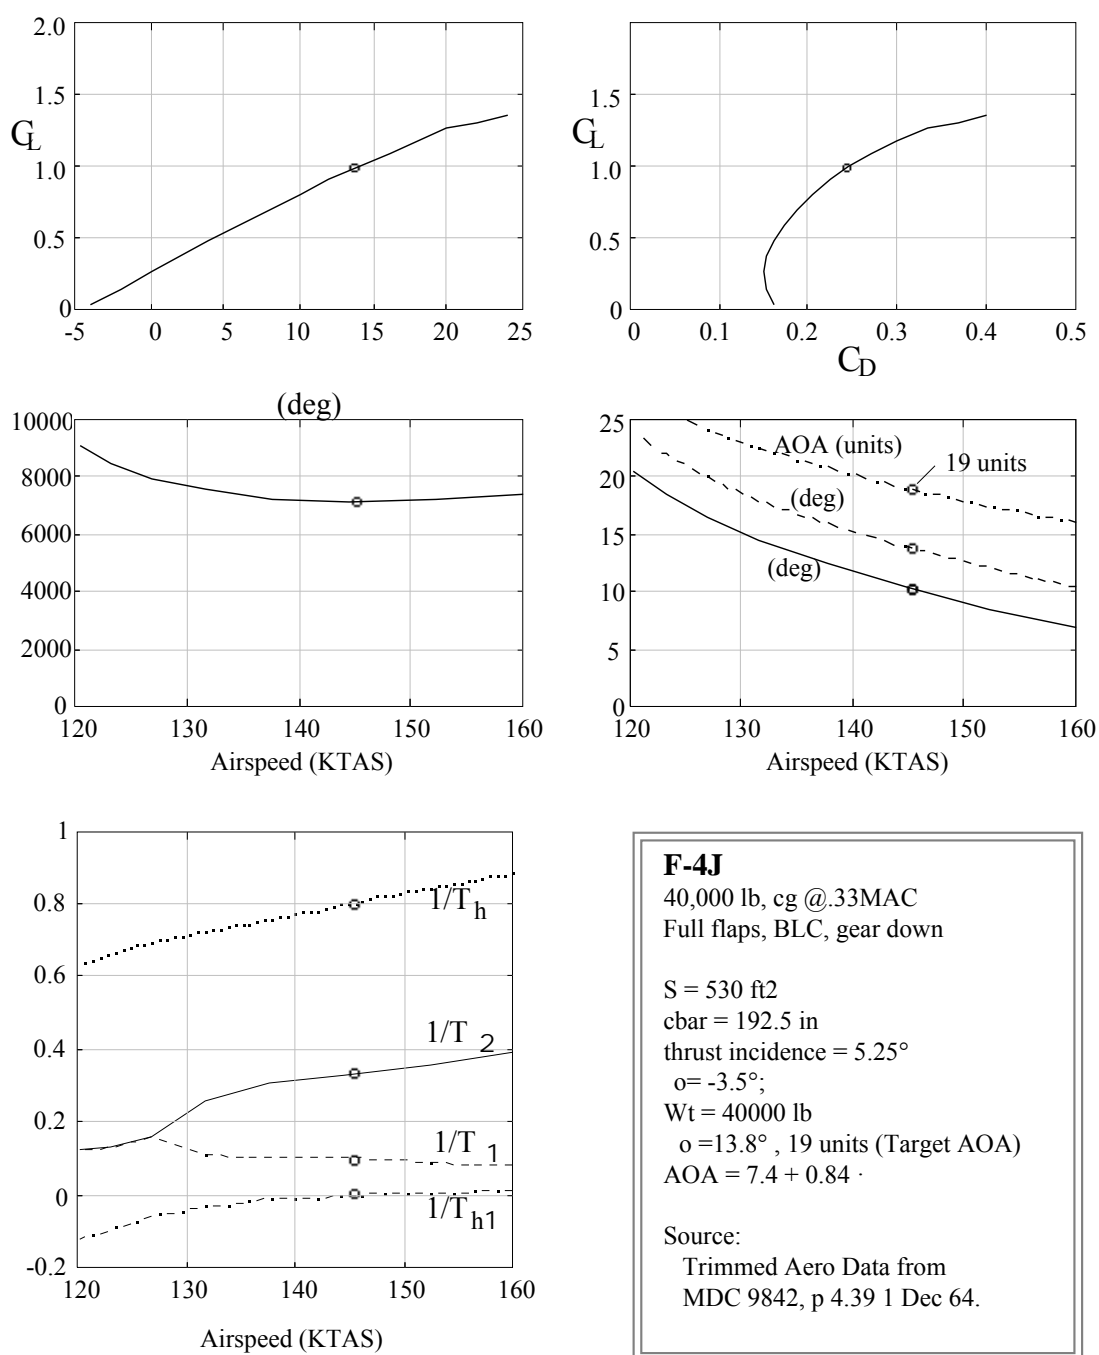 2.0
1.5
C_L
1.0
0.5
0
-5 0 5 10 15 20 25
(deg)
1.5
C_L
1.0
0.5
0
0 0.1 0.2 0.3 0.4 0.5
C_D
10000
8000
6000
4000
2000
0
120 130 140 150 160
Airspeed (KTAS)
25
20
15
10
5
0
AOA (units)
19 units
(deg)
(deg)
120 130 140 150 160
Airspeed (KTAS)
1
0.8
0.6
0.4
0.2
0
-0.2
1/T_h
1/T_2
1/T_1
1/T_h1
120 130 140 150 160
Airspeed (KTAS)
F-4J
40,000 lb, cg @.33MAC
Full flaps, BLC, gear down
S = 530 ft2
cbar = 192.5 in
thrust incidence = 5.25°
o= -3.5°;
Wt = 40000 lb
o =13.8° , 19 units (Target AOA)
AOA = 7.4 + 0.84 ·
Source:
Trimmed Aero Data from
MDC 9842, p 4.39 1 Dec 64.